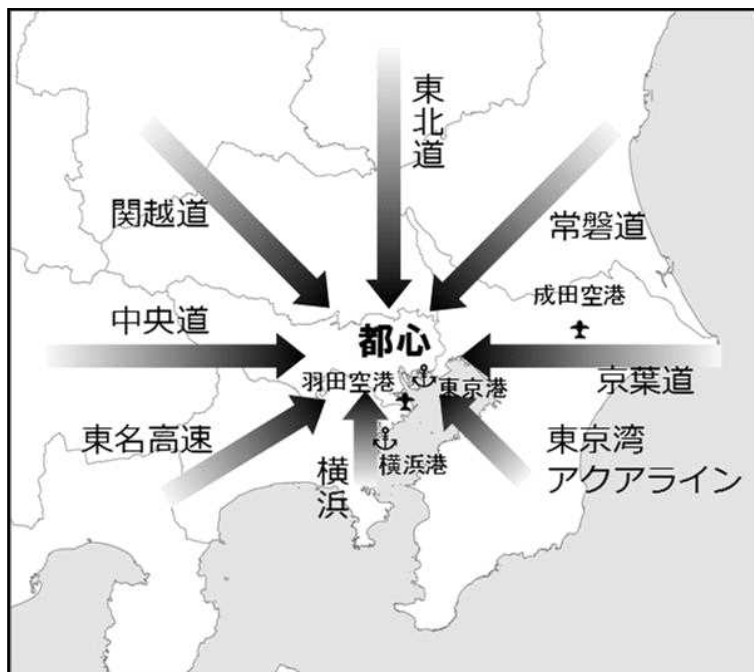 東北道
関越道
常磐道
成田空港
中央道
都心
羽田空港
東京港
京葉道
東名高速
横浜
横浜港
東京湾
アクアライン